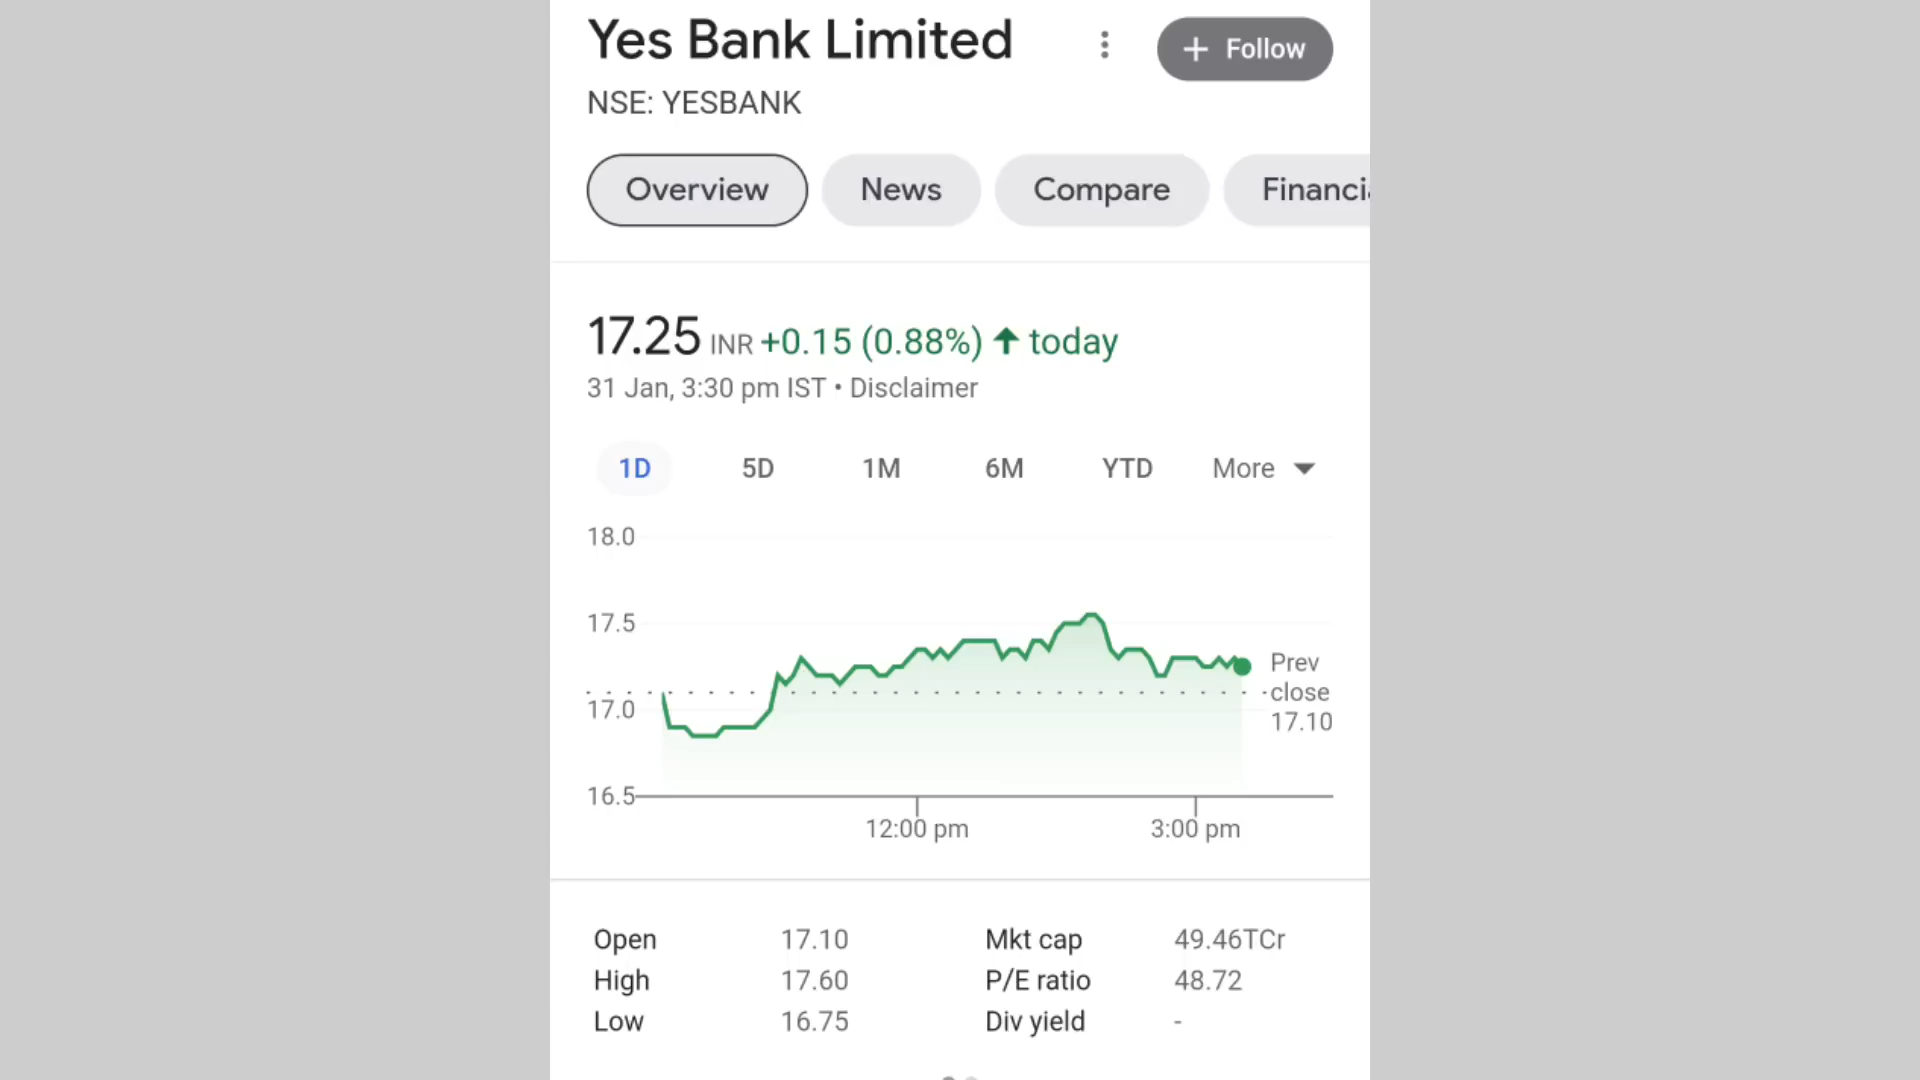 Yes Bank Limited
+ Follow
NSE: YESBANK
Overview News Compare Financi
17.25 INR +0.15 (0.88%) ↑ today
31 Jan, 3:30 pm IST • Disclaimer
1D 5D 1M 6M YTD More
18.0
17.5
17.0
16.5
Prev
close
17.10
12:00 pm 3:00 pm
Open 17.10 Mkt cap 49.46TCr
High 17.60 P/E ratio 48.72
Low 16.75 Div yield -